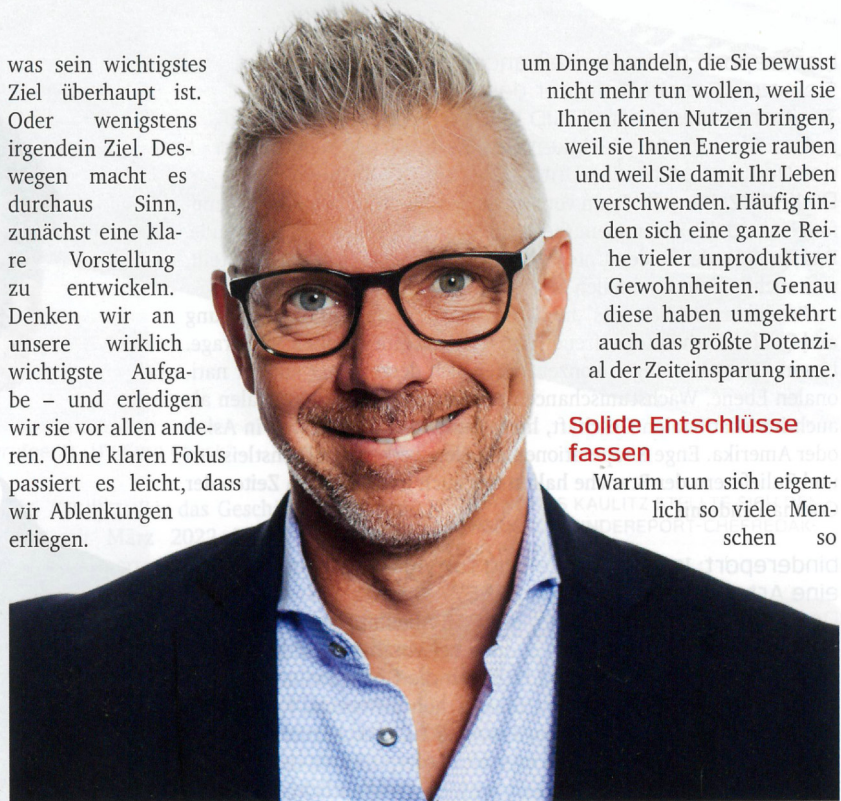 was sein wichtigstes
Ziel überhaupt ist.
Oder wenigstens
irgendein Ziel. Des-
wegen macht es
durchaus Sinn,
zunächst eine kla-
re Vorstellung
zu entwickeln.
Denken wir an
unsere wirklich
wichtigste Aufga-
be – und erledigen
wir sie vor allen ande-
ren. Ohne klaren Fokus
passiert es leicht, dass
wir Ablenkungen
erliegen.
um Dinge handeln, die Sie bewusst
nicht mehr tun wollen, weil sie
Ihnen keinen Nutzen bringen,
weil sie Ihnen Energie rauben
und weil Sie damit Ihr Leben
verschwenden. Häufig fin-
den sich eine ganze Rei-
he vieler unproduktiver
Gewohnheiten. Genau
diese haben umgekehrt
auch das größte Potenzi-
al der Zeiteinsparung inne.
Solide Entschlüsse
fassen
Warum tun sich eigent-
lich so viele Men-
schen so